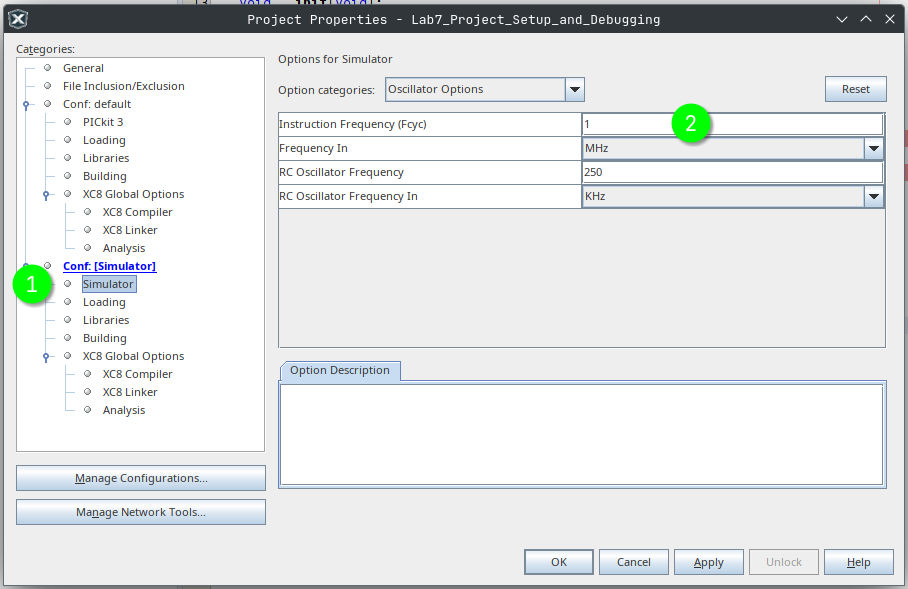 Project Properties - Lab7_Project_Setup_and_Debugging
Categories:
General
File Inclusion/Exclusion
Conf: default
PICkit 3
Loading
Libraries
Building
XC8 Global Options
XC8 Compiler
XC8 Linker
Analysis
Conf: [Simulator]
1
Simulator
Loading
Libraries
Building
XC8 Global Options
XC8 Compiler
XC8 Linker
Analysis
Manage Configurations...
Manage Network Tools...
Options for Simulator
Option categories: Oscillator Options Reset
Instruction Frequency (Fcyc) 1 2
Frequency In MHz
RC Oscillator Frequency 250
RC Oscillator Frequency In KHz
Option Description
OK Cancel Apply Unlock Help